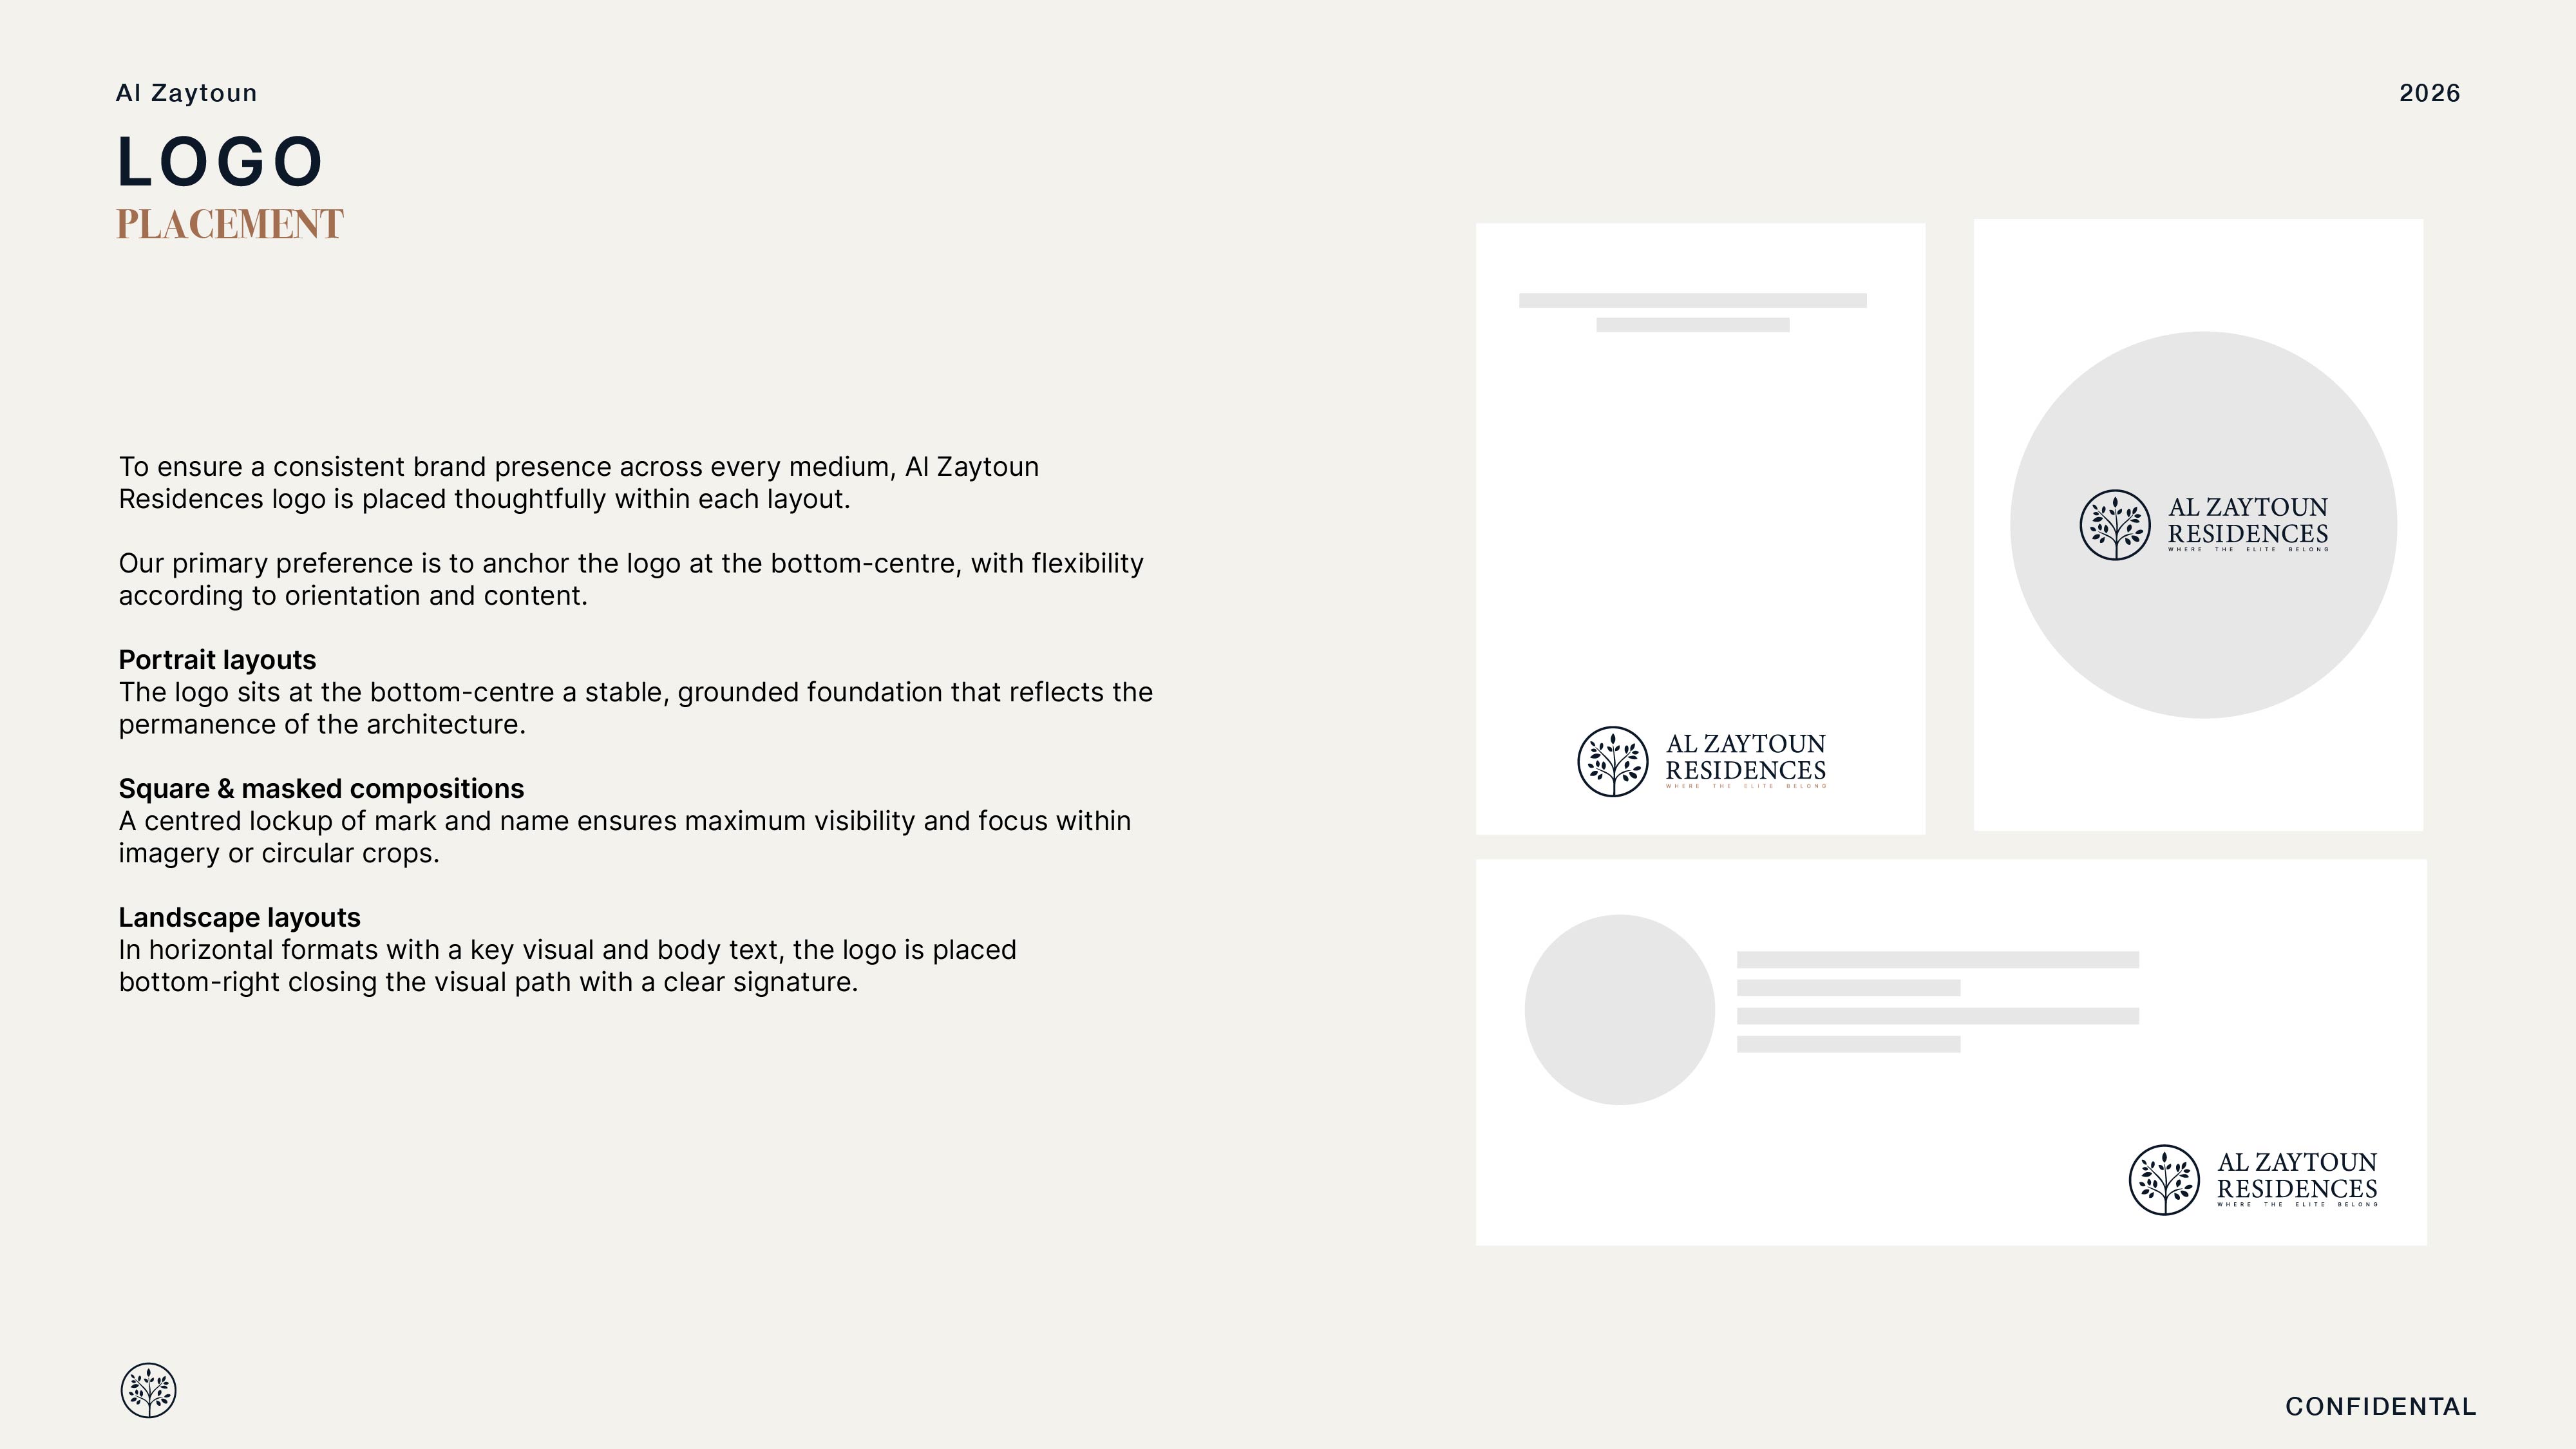 Al Zaytoun
2026
LOGO
PLACEMENT
To ensure a consistent brand presence across every medium, Al Zaytoun
Residences logo is placed thoughtfully within each layout.
Our primary preference is to anchor the logo at the bottom-centre, with flexibility
according to orientation and content.
Portrait layouts
The logo sits at the bottom-centre a stable, grounded foundation that reflects the
permanence of the architecture.
Square & masked compositions
A centred lockup of mark and name ensures maximum visibility and focus within
imagery or circular crops.
Landscape layouts
In horizontal formats with a key visual and body text, the logo is placed
bottom-right closing the visual path with a clear signature.
AL ZAYTOUN
RESIDENCES
WHERE THE ELITE BELONG
AL ZAYTOUN
RESIDENCES
WHERE THE ELITE BELONG
AL ZAYTOUN
RESIDENCES
WHERE THE ELITE BELONG
CONFIDENTAL